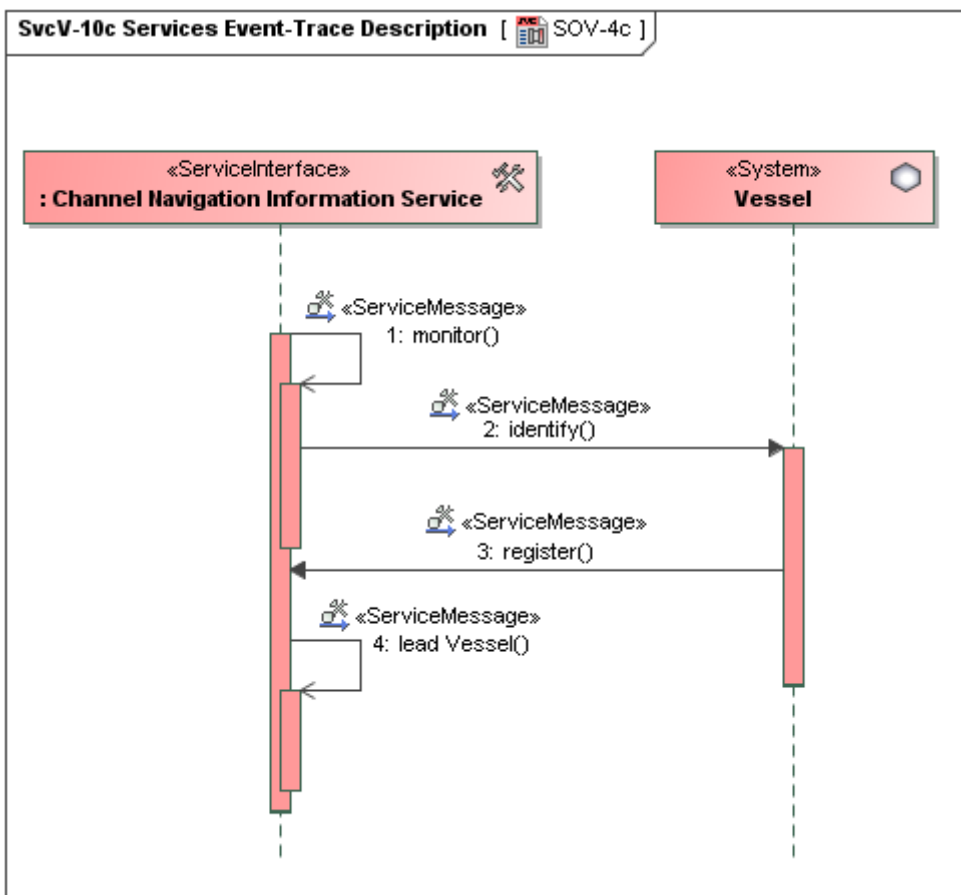 SvcV-10c Services Event-Trace Description [ SOV-4c ]
«ServiceInterface»
: Channel Navigation Information Service
«System»
Vessel
«ServiceMessage»
1: monitor()
«ServiceMessage»
2: identify()
«ServiceMessage»
3: register()
«ServiceMessage»
4: lead Vessel()